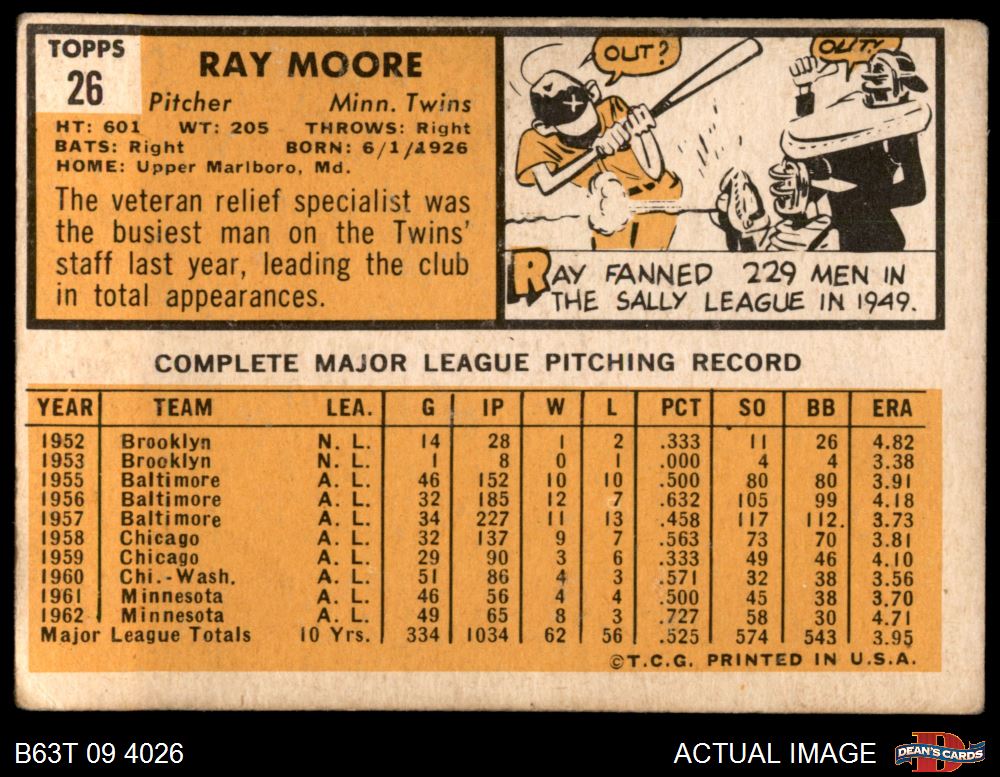 TOPPS
26
RAY MOORE
Pitcher Minn. Twins
HT: 601 WT: 205 THROWS: Right
BATS: Right BORN: 6/1/1926
HOME: Upper Marlboro, Md.
The veteran relief specialist was
the busiest man on the Twins'
staff last year, leading the club
in total appearances.
OUT?
OUT!
RAY FANNED 229 MEN IN
THE SALLY LEAGUE IN 1949.
COMPLETE MAJOR LEAGUE PITCHING RECORD
YEAR TEAM LEA. G IP W L PCT SO BB ERA
1952 Brooklyn N. L. 14 28 1 2 .333 11 26 4.82
1953 Brooklyn N. L. 1 8 0 1 .000 4 4 3.38
1955 Baltimore A. L. 46 152 10 10 .500 80 80 3.91
1956 Baltimore A. L. 32 185 12 7 .632 105 99 4.18
1957 Baltimore A. L. 34 227 11 13 .458 117 112. 3.73
1958 Chicago A. L. 32 137 9 7 .563 73 70 3.81
1959 Chicago A. L. 29 90 3 6 .333 49 46 4.10
1960 Chi.-Wash. A. L. 51 86 4 3 .571 32 38 3.56
1961 Minnesota A. L. 46 56 4 4 .500 45 38 3.70
1962 Minnesota A. L. 49 65 8 3 .727 58 30 4.71
Major League Totals 10 Yrs. 334 1034 62 56 .525 574 543 3.95
©T.C.G. PRINTED IN U.S.A.
B63T 09 4026
ACTUAL IMAGE
D
DEAN'S CARDS